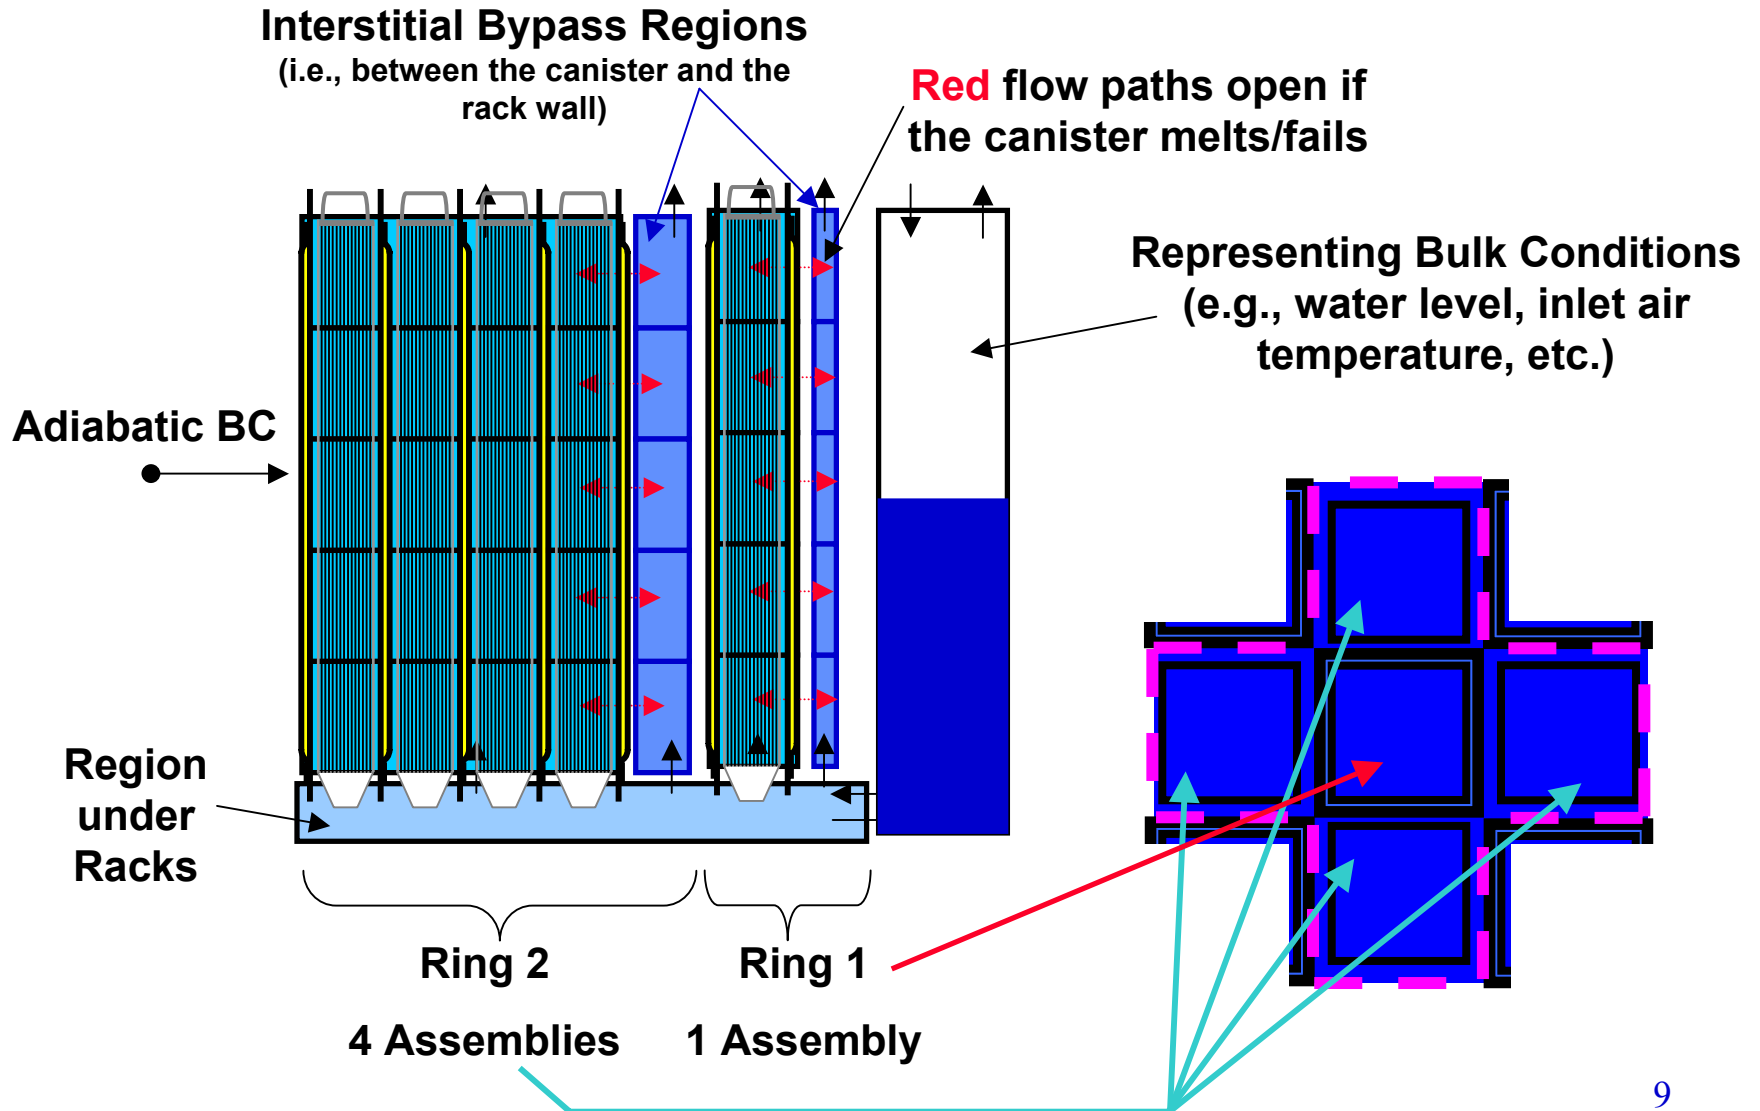 Interstitial Bypass Regions
(i.e., between the canister and the
rack wall)
Red flow paths open if
the canister melts/fails
Representing Bulk Conditions
(e.g., water level, inlet air
temperature, etc.)
Adiabatic BC
Region
under
Racks
Ring 2
Ring 1
4 Assemblies
1 Assembly
9